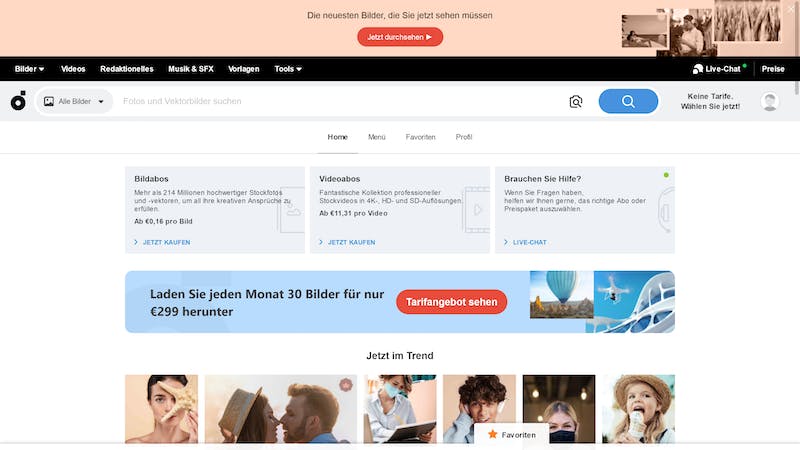 Die neuesten Bilder, die Sie jetzt sehen müssen
Jetzt durchsehen
Bilder
Videos
Redaktionelles
Musik & SFX
Vorlagen
Tools
Live-Chat
Preise
Alle Bilder
Fotos und Vektorbilder suchen
Keine Tarife.
Wählen Sie jetzt!
Home
Menü
Favoriten
Profil
Bildabos
Mehr als 214 Millionen hochwertiger Stockfotos
und -vektoren, um all Ihre kreativen Ansprüche zu
erfüllen.
Ab €0,16 pro Bild
JETZT KAUFEN
Videoabos
Fantastische Kollektion professioneller
Stockvideos in 4K-, HD- und SD-Auflösungen.
Ab €11,31 pro Video
JETZT KAUFEN
Brauchen Sie Hilfe?
Wenn Sie Fragen haben,
helfen wir Ihnen gerne, das richtige Abo oder
Preispaket auszuwählen.
LIVE-CHAT
Laden Sie jeden Monat 30 Bilder für nur
€299 herunter
Tarifangebot sehen
Jetzt im Trend
Favoriten